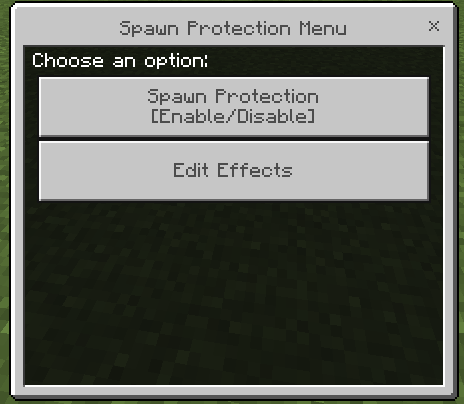 Spawn Protection Menu
Choose an option:
Spawn Protection
[Enable/Disable]
Edit Effects